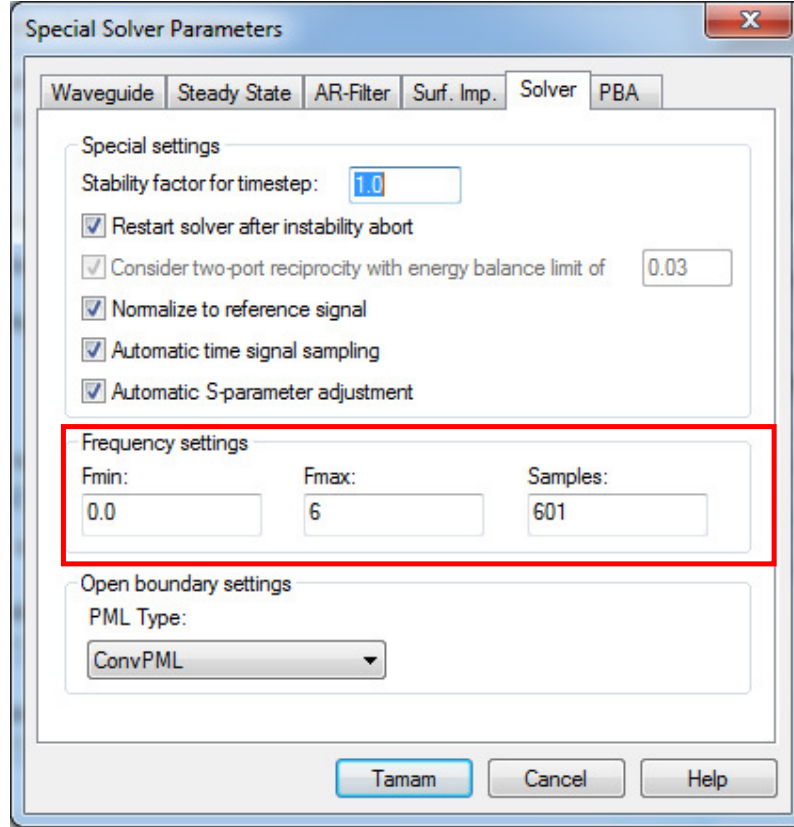 Special Solver Parameters
Waveguide Steady State AR-Filter Surf. Imp. Solver PBA
Special settings
Stability factor for timestep: 1.0
Restart solver after instability abort
Consider two-port reciprocity with energy balance limit of 0.03
Normalize to reference signal
Automatic time signal sampling
Automatic S-parameter adjustment
Frequency settings
Fmin: Fmax: Samples:
0.0 6 601
Open boundary settings
PML Type:
ConvPML
Tamam Cancel Help